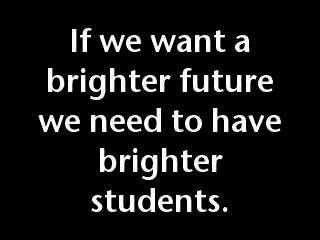 If we want a
brighter future
we need to have
brighter
students.